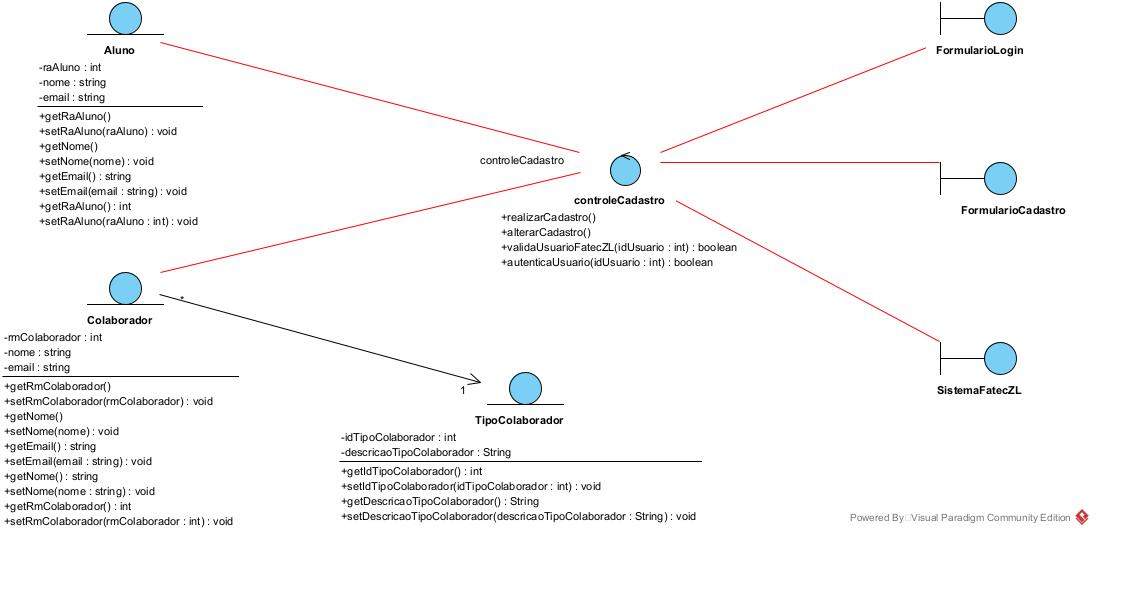 Aluno
-raAluno : int
-nome : string
-email : string
+getRaAluno()
+setRaAluno(raAluno) : void
+getNome()
+setNome(nome) : void
+getEmail() : string
+setEmail(email : string) : void
+getRaAluno() : int
+setRaAluno(raAluno : int) : void
FormularioLogin
controleCadastro
controleCadastro
+realizarCadastro()
+alterarCadastro()
+validaUsuarioFatecZL(idUsuario : int) : boolean
+autenticaUsuario(idUsuario : int) : boolean
FormularioCadastro
Colaborador
-rmColaborador : int
-nome : string
-email : string
+getRmColaborador()
+setRmColaborador(rmColaborador) : void
+getNome()
+setNome(nome) : void
+getEmail() : string
+setEmail(email : string) : void
+getNome() : string
+setNome(nome : string) : void
+getRmColaborador() : int
+setRmColaborador(rmColaborador : int) : void
*
1
TipoColaborador
-idTipoColaborador : int
-descricaoTipoColaborador : String
+getIdTipoColaborador() : int
+setIdTipoColaborador(idTipoColaborador : int) : void
+getDescricaoTipoColaborador() : String
+setDescricaoTipoColaborador(descricaoTipoColaborador : String) : void
SistemaFatecZL
Powered By Visual Paradigm Community Edition